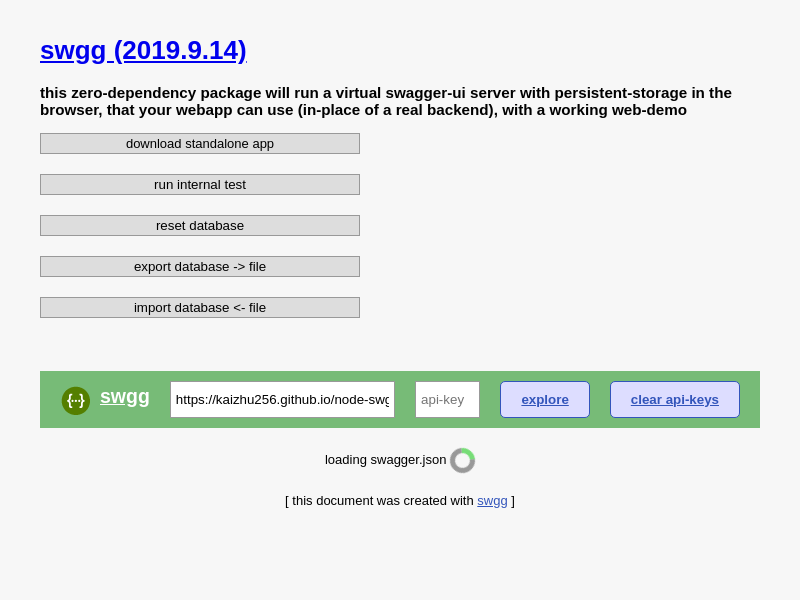 swgg (2019.9.14)
this zero-dependency package will run a virtual swagger-ui server with persistent-storage in the
browser, that your webapp can use (in-place of a real backend), with a working web-demo
download standalone app
run internal test
reset database
export database -> file
import database <- file
{···} swgg https://kaizhu256.github.io/node-swg api-key explore clear api-keys
loading swagger.json
[ this document was created with swgg ]